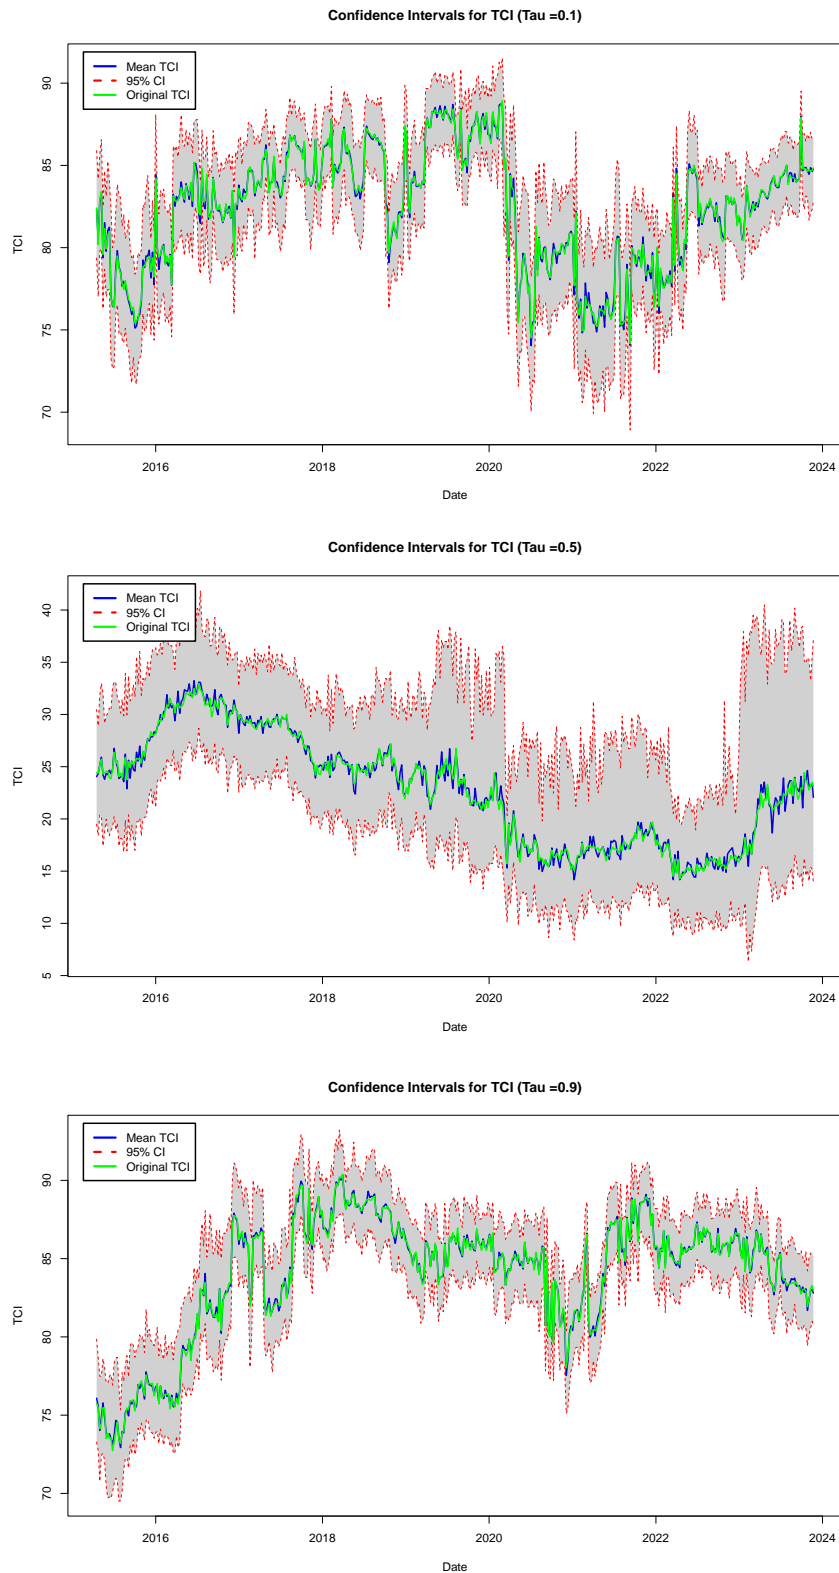 Confidence Intervals for TCI (Tau =0.1)
Mean TCI
95% CI
Original TCI
90
85
80
75
70
TCI
2016 2018 2020 2022 2024
Date
Confidence Intervals for TCI (Tau =0.5)
Mean TCI
95% CI
Original TCI
40
35
30
25
20
15
10
5
TCI
2016 2018 2020 2022 2024
Date
Confidence Intervals for TCI (Tau =0.9)
Mean TCI
95% CI
Original TCI
90
85
80
75
70
TCI
2016 2018 2020 2022 2024
Date